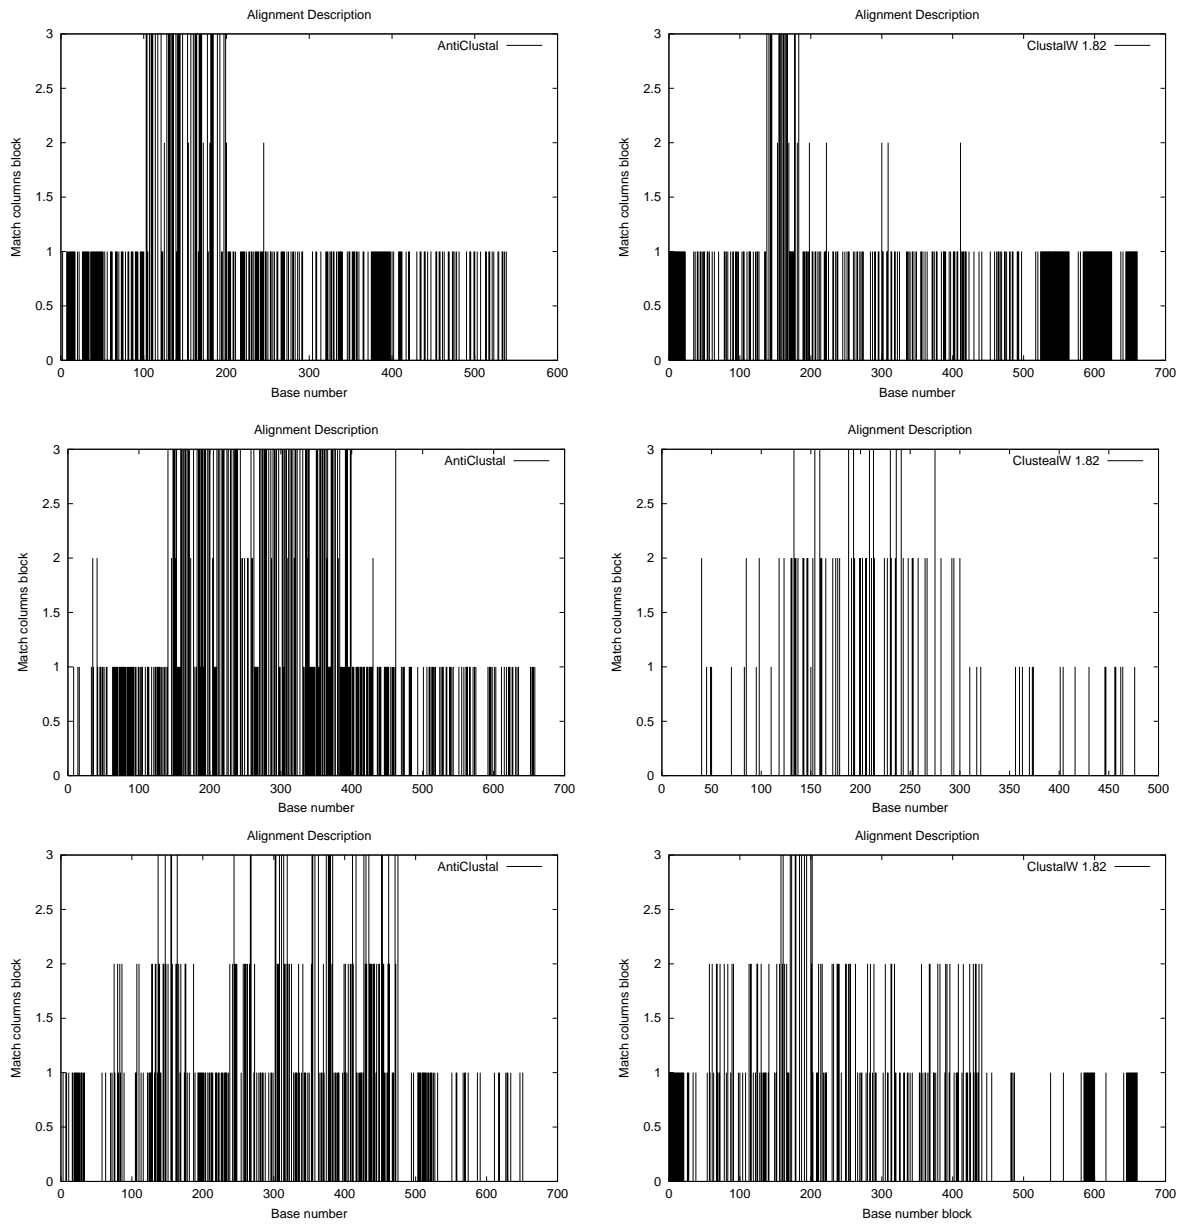 Alignment Description
AntiClustal
Match columns block
3
2.5
2
1.5
1
0.5
0
0 100 200 300 400 500 600
Base number
Alignment Description
ClustalW 1.82
Match columns block
3
2.5
2
1.5
1
0.5
0
0 100 200 300 400 500 600 700
Base number
Alignment Description
AntiClustal
Match columns block
3
2.5
2
1.5
1
0.5
0
0 100 200 300 400 500 600 700
Base number
Alignment Description
ClustealW 1.82
Match columns block
3
2.5
2
1.5
1
0.5
0
0 50 100 150 200 250 300 350 400 450 500
Base number
Alignment Description
AntiClustal
Match columns block
3
2.5
2
1.5
1
0.5
0
0 100 200 300 400 500 600 700
Base number
Alignment Description
ClustalW 1.82
Match columns block
3
2.5
2
1.5
1
0.5
0
0 100 200 300 400 500 600 700
Base number block